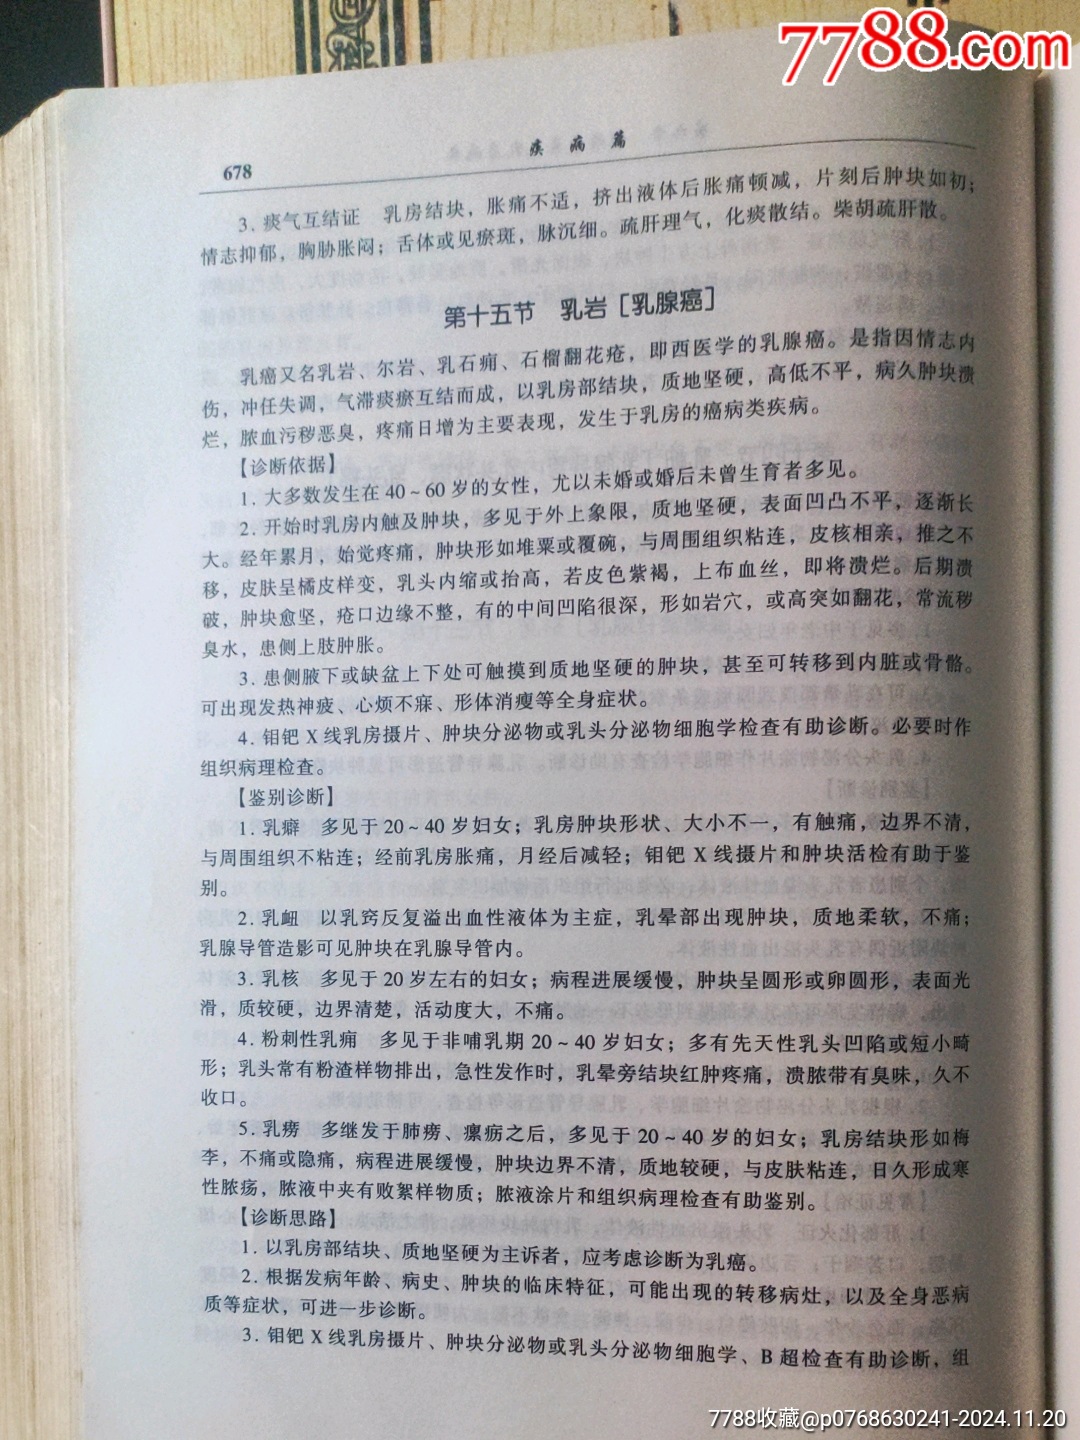 7788.com
疾病篇
678
3. 痰气互结证 乳房结块，胀痛不适，挤出液体后胀痛顿减，片刻后肿块如初；
情志抑郁，胸胁胀闷；舌体或见瘀斑，脉沉细。疏肝理气，化痰散结。柴胡疏肝散。
第十五节 乳岩［乳腺癌］
乳癌又名乳岩、尔岩、乳石痈、石榴翻花疮，即西医学的乳腺癌。是指因情志内
伤，冲任失调，气滞痰瘀互结而成，以乳房部结块，质地坚硬，高低不平，病久肿块溃
烂，脓血污秽恶臭，疼痛日增为主要表现，发生于乳房的癌病类疾病。
【诊断依据】
1. 大多数发生在 40～60 岁的女性，尤以未婚或婚后未曾生育者多见。
2. 开始时乳房内触及肿块，多见于外上象限，质地坚硬，表面凹凸不平，逐渐长
大。经年累月，始觉疼痛，肿块形如堆粟或覆碗，与周围组织粘连，皮核相亲，推之不
移，皮肤呈橘皮样变，乳头内缩或抬高，若皮色紫褐，上布血丝，即将溃烂。后期溃
破，肿块愈坚，疮口边缘不整，有的中间凹陷很深，形如岩穴，或高突如翻花，常流秽
臭水，患侧上肢肿胀。
3. 患侧腋下或缺盆上下处可触摸到质地坚硬的肿块，甚至可转移到内脏或骨骼。
可出现发热神疲、心烦不寐、形体消瘦等全身症状。
4. 钼钯 X 线乳房摄片、肿块分泌物或乳头分泌物细胞学检查有助诊断。必要时作
组织病理检查。
【鉴别诊断】
1. 乳癖 多见于 20～40 岁妇女；乳房肿块形状、大小不一，有触痛，边界不清，
与周围组织不粘连；经前乳房胀痛，月经后减轻；钼钯 X 线摄片和肿块活检有助于鉴
别。
2. 乳衄 以乳窍反复溢出血性液体为主症，乳晕部出现肿块，质地柔软，不痛；
乳腺导管造影可见肿块在乳腺导管内。
3. 乳核 多见于 20 岁左右的妇女；病程进展缓慢，肿块呈圆形或卵圆形，表面光
滑，质较硬，边界清楚，活动度大，不痛。
4. 粉刺性乳痈 多见于非哺乳期 20～40 岁妇女；多有先天性乳头凹陷或短小畸
形；乳头常有粉渣样物排出，急性发作时，乳晕旁结块红肿疼痛，溃脓带有臭味，久不
收口。
5. 乳痨 多继发于肺痨、瘰疬之后，多见于 20～40 岁的妇女；乳房结块形如梅
李，不痛或隐痛，病程进展缓慢，肿块边界不清，质地较硬，与皮肤粘连，日久形成寒
性脓疡，脓液中夹有败絮样物质；脓液涂片和组织病理检查有助鉴别。
【诊断思路】
1. 以乳房部结块、质地坚硬为主诉者，应考虑诊断为乳癌。
2. 根据发病年龄、病史、肿块的临床特征，可能出现的转移病灶，以及全身恶病
质等症状，可进一步诊断。
3. 钼钯 X 线乳房摄片、肿块分泌物或乳头分泌物细胞学、B 超检查有助诊断，组
7788收藏@p0768630241-2024.11.20